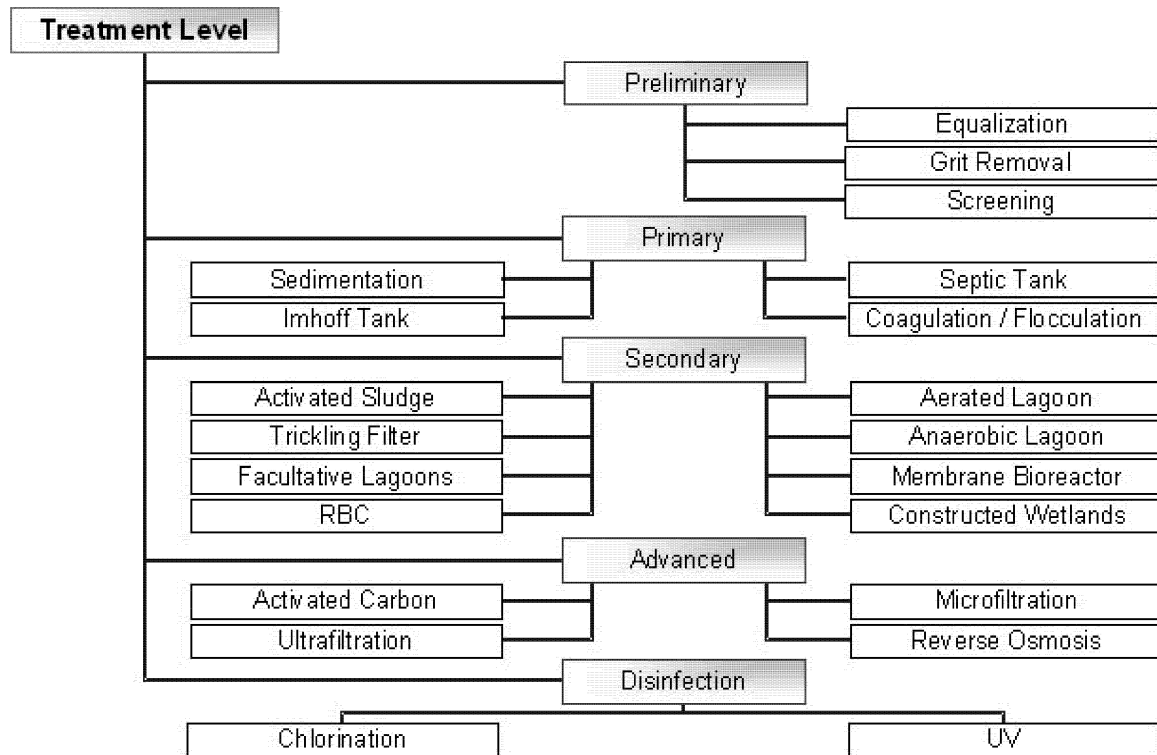 Treatment Level
Preliminary
Equalization
Grit Removal
Screening
Primary
Sedimentation
Septic Tank
Imhoff Tank
Coagulation / Flocculation
Secondary
Activated Sludge
Aerated Lagoon
Trickling Filter
Anaerobic Lagoon
Facultative Lagoons
Membrane Bioreactor
RBC
Constructed Wetlands
Advanced
Activated Carbon
Microfiltration
Ultrafiltration
Reverse Osmosis
Disinfection
Chlorination
UV